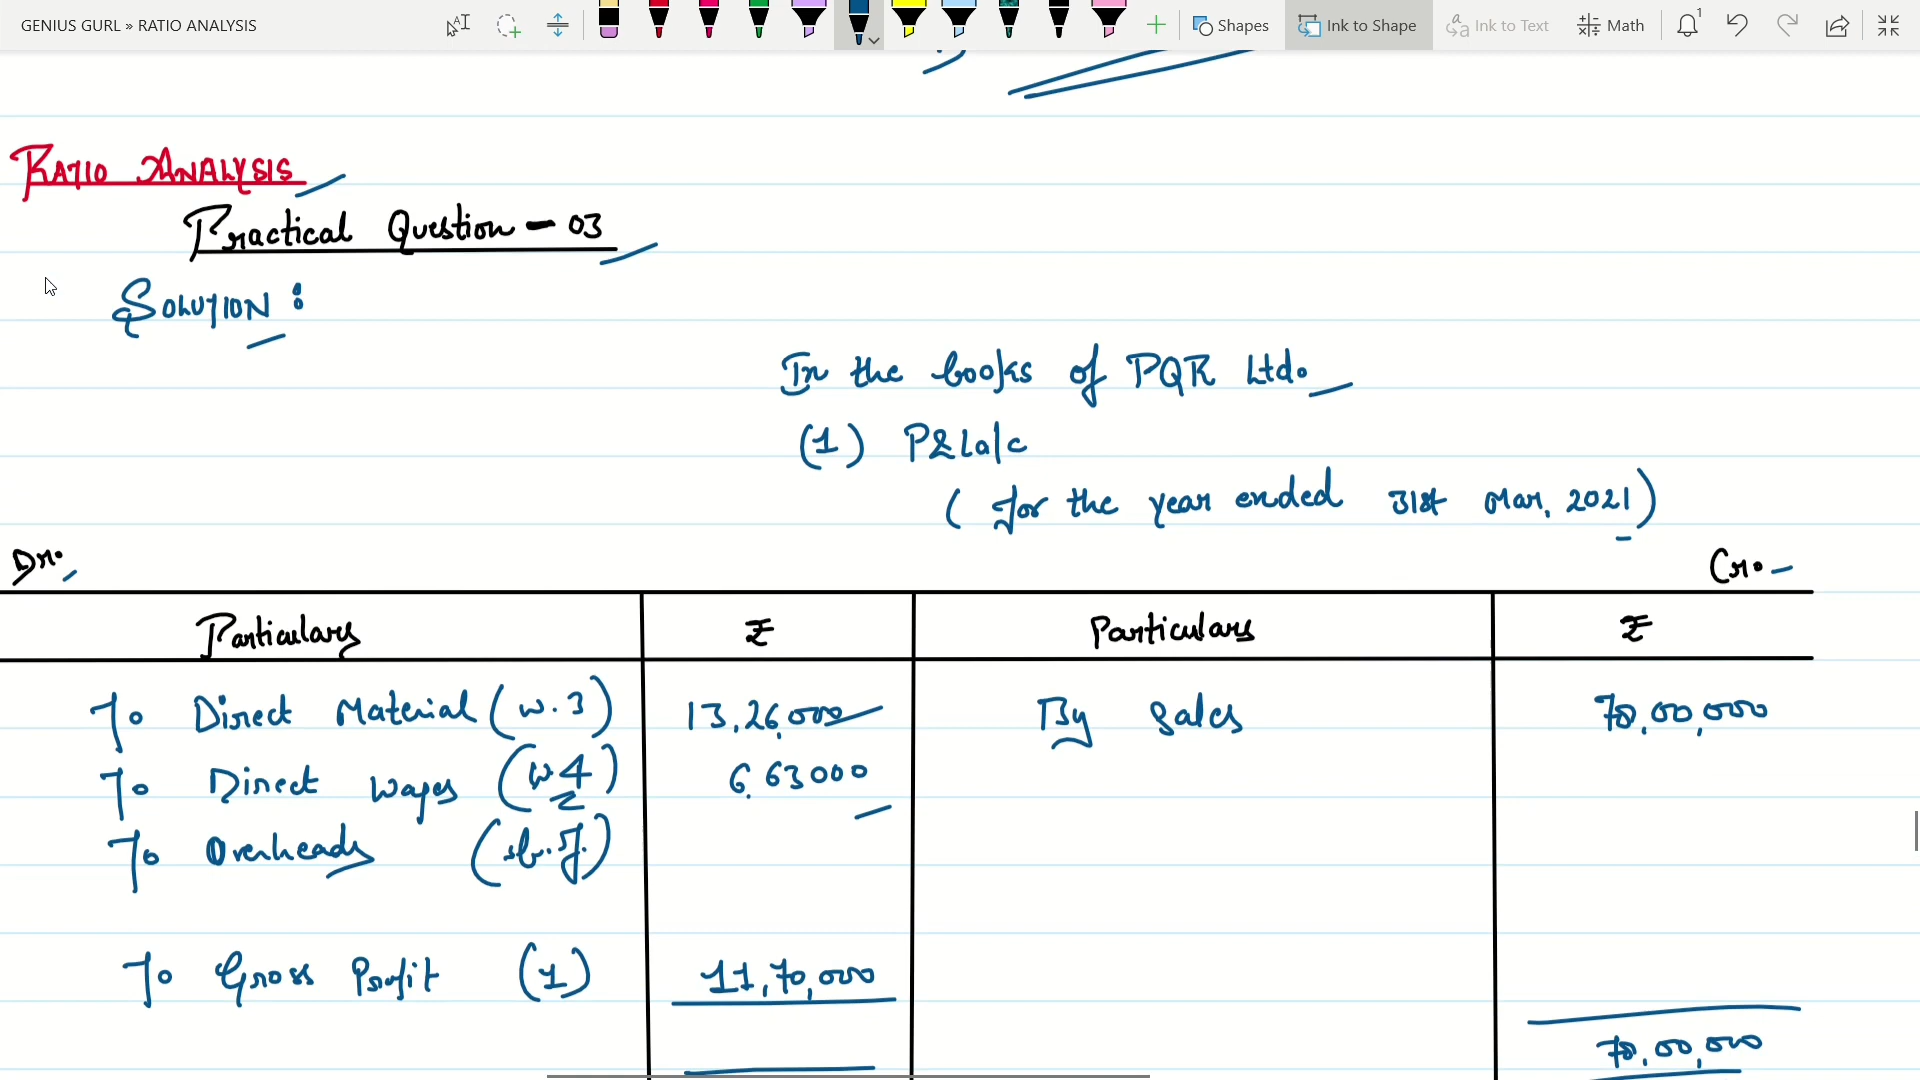 GENIUS GURL » RATIO ANALYSIS Shapes Ink to Shape Ink to Text Math 1
RATIO ANALYSIS
Practical Question - 03
SOLUTION :
In the books of PQR Ltd.
(1) P&L a/c
( for the year ended 31st Mar, 2021)
Dr. Cr.
Particulars ₹ Particulars ₹
To Direct Material (W.3) 13,26,000 By Sales 70,00,000
To Direct Wages (W4) 6,63000
To Overheads (b.f.)
To Gross Profit (1) 11,70,000
70,00,000